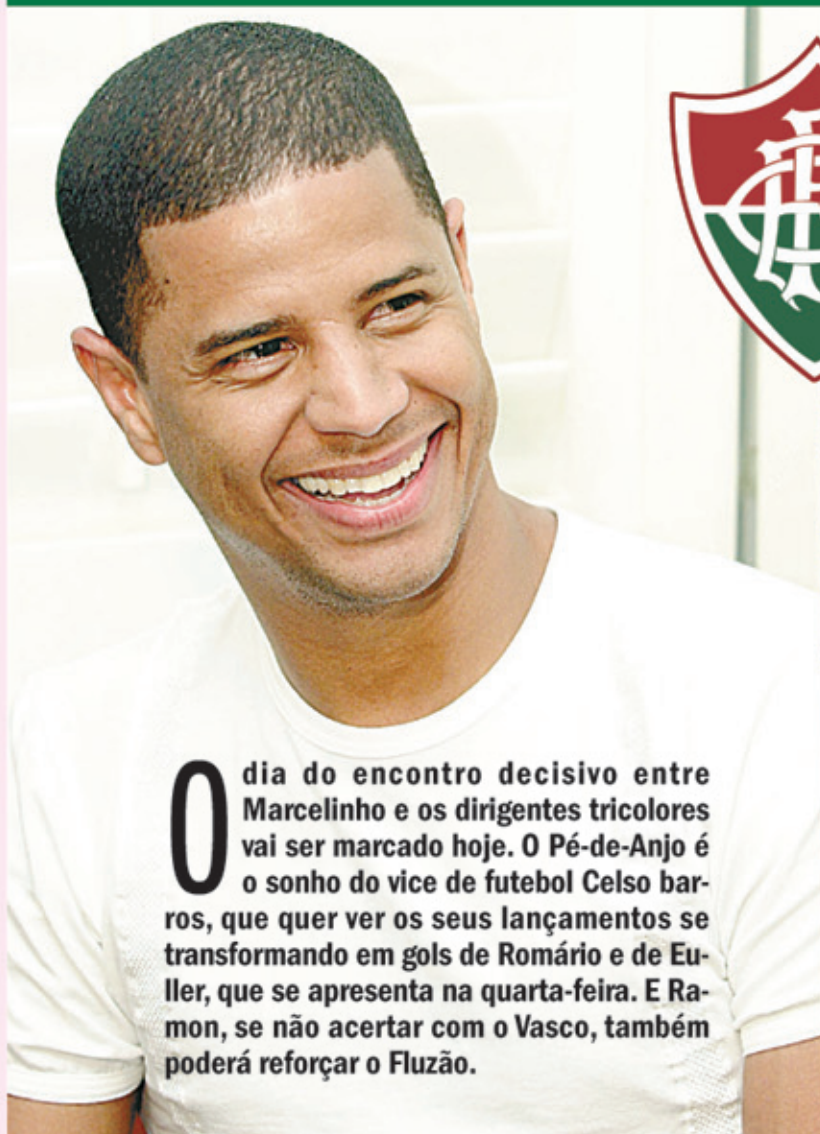 O dia do encontro decisivo entre
Marcelinho e os dirigentes tricolores
vai ser marcado hoje. O Pé-de-Anjo é
o sonho do vice de futebol Celso bar-
ros, que quer ver os seus lançamentos se
transformando em gols de Romário e de Eu-
ller, que se apresenta na quarta-feira. E Ra-
mon, se não acertar com o Vasco, também
poderá reforçar o Fluzão.